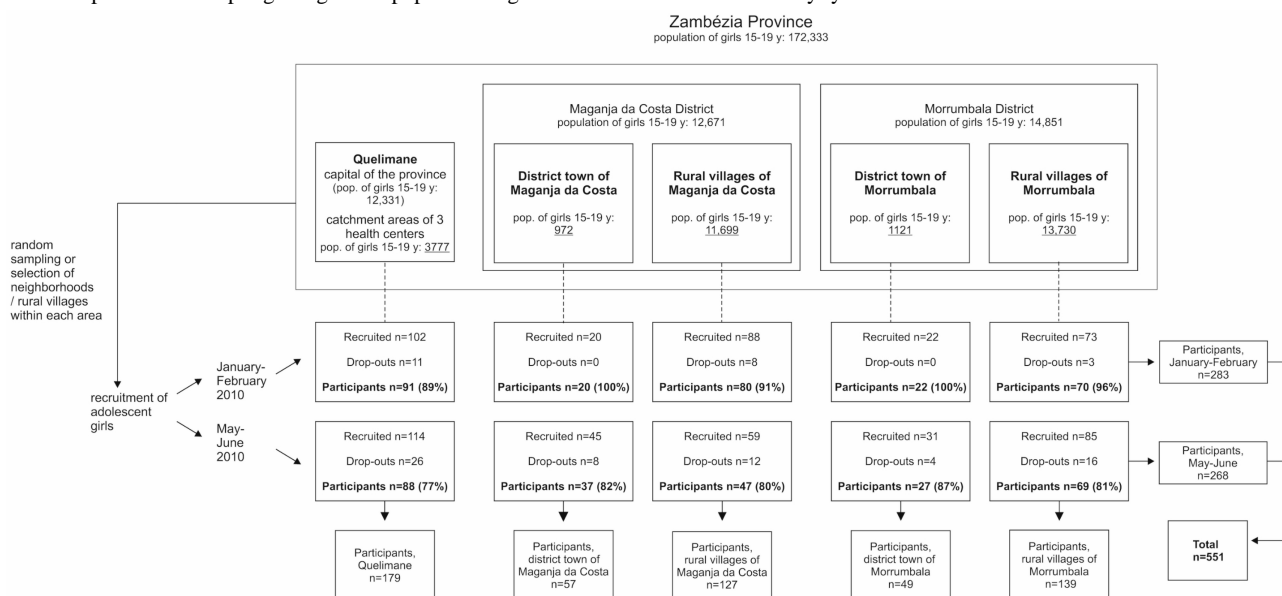 Zambézia Province
population of girls 15-19 y: 172,333
Maganja da Costa District
population of girls 15-19 y: 12,671
Morrumbala District
population of girls 15-19 y: 14,851
Quelimane
capital of the province
(pop. of girls 15-19 y:
12,331)
catchment areas of 3
health centers
pop. of girls 15-19 y: 3777
District town of
Maganja da Costa
pop. of girls 15-19 y:
972
Rural villages of
Maganja da Costa
pop. of girls 15-19 y:
11,699
District town of
Morrumbala
pop. of girls 15-19 y:
1121
Rural villages of
Morrumbala
pop. of girls 15-19 y:
13,730
random
sampling or
selection of
neighborhoods
/ rural villages
within each area
recruitment of
adolescent
girls
January-
February
2010
Recruited n=102
Drop-outs n=11
Participants n=91 (89%)
Recruited n=20
Drop-outs n=0
Participants n=20 (100%)
Recruited n=88
Drop-outs n=8
Participants n=80 (91%)
Recruited n=22
Drop-outs n=0
Participants n=22 (100%)
Recruited n=73
Drop-outs n=3
Participants n=70 (96%)
Participants,
January-February
n=283
May-
June
2010
Recruited n=114
Drop-outs n=26
Participants n=88 (77%)
Recruited n=45
Drop-outs n=8
Participants n=37 (82%)
Recruited n=59
Drop-outs n=12
Participants n=47 (80%)
Recruited n=31
Drop-outs n=4
Participants n=27 (87%)
Recruited n=85
Drop-outs n=16
Participants n=69 (81%)
Participants,
May-June
n=268
Participants,
Quelimane
n=179
Participants,
district town of
Maganja da Costa
n=57
Participants,
rural villages of
Maganja da Costa
n=127
Participants,
district town of
Morrumbala
n=49
Participants,
rural villages of
Morrumbala
n=139
Total
n=551